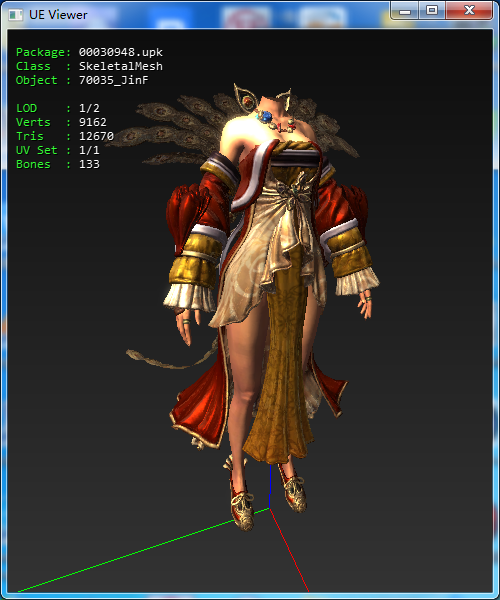 UE Viewer
Package: 00030948.upk
Class : SkeletalMesh
Object : 70035_JinF
LOD : 1/2
Verts : 9162
Tris : 12670
UV Set : 1/1
Bones : 133